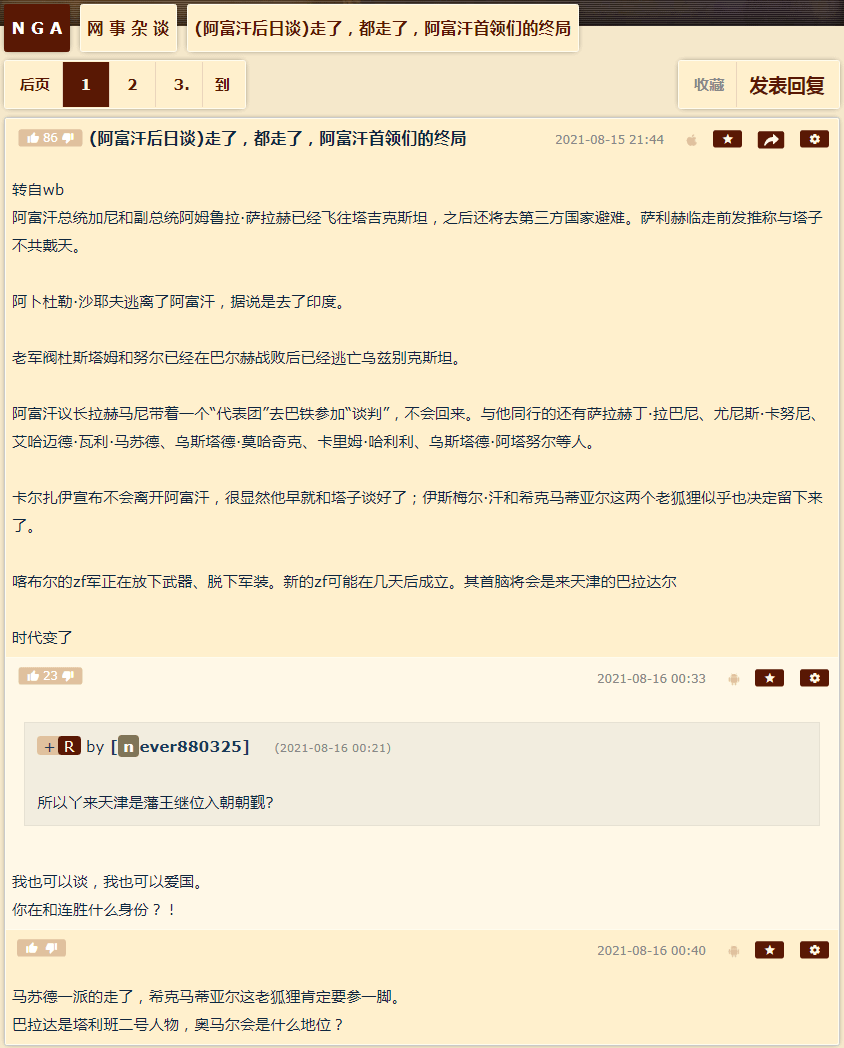 NGA 网事杂谈 (阿富汗后日谈)走了，都走了，阿富汗首领们的终局
后页 1 2 3. 到 收藏 发表回复
86 (阿富汗后日谈)走了，都走了，阿富汗首领们的终局 2021-08-15 21:44
转自wb
阿富汗总统加尼和副总统阿姆鲁拉·萨拉赫已经飞往塔吉克斯坦，之后还将去第三方国家避难。萨利赫临走前发推称与塔子
不共戴天。
阿卜杜勒·沙耶夫逃离了阿富汗，据说是去了印度。
老军阀杜斯塔姆和努尔已经在巴尔赫战败后已经逃亡乌兹别克斯坦。
阿富汗议长拉赫马尼带着一个“代表团”去巴铁参加“谈判”，不会回来。与他同行的还有萨拉赫丁·拉巴尼、尤尼斯·卡努尼、
艾哈迈德·瓦利·马苏德、乌斯塔德·莫哈奇克、卡里姆·哈利利、乌斯塔德·阿塔努尔等人。
卡尔扎伊宣布不会离开阿富汗，很显然他早就和塔子谈好了；伊斯梅尔·汗和希克马蒂亚尔这两个老狐狸似乎也决定留下来
了。
喀布尔的zf军正在放下武器、脱下军装。新的zf可能在几天后成立。其首脑将会是来天津的巴拉达尔
时代变了
23 2021-08-16 00:33
+R by [never880325] (2021-08-16 00:21)
所以丫来天津是藩王继位入朝朝觐?
我也可以谈，我也可以爱国。
你在和连胜什么身份？！
2021-08-16 00:40
马苏德一派的走了，希克马蒂亚尔这老狐狸肯定要参一脚。
巴拉达是塔利班二号人物，奥马尔会是什么地位？